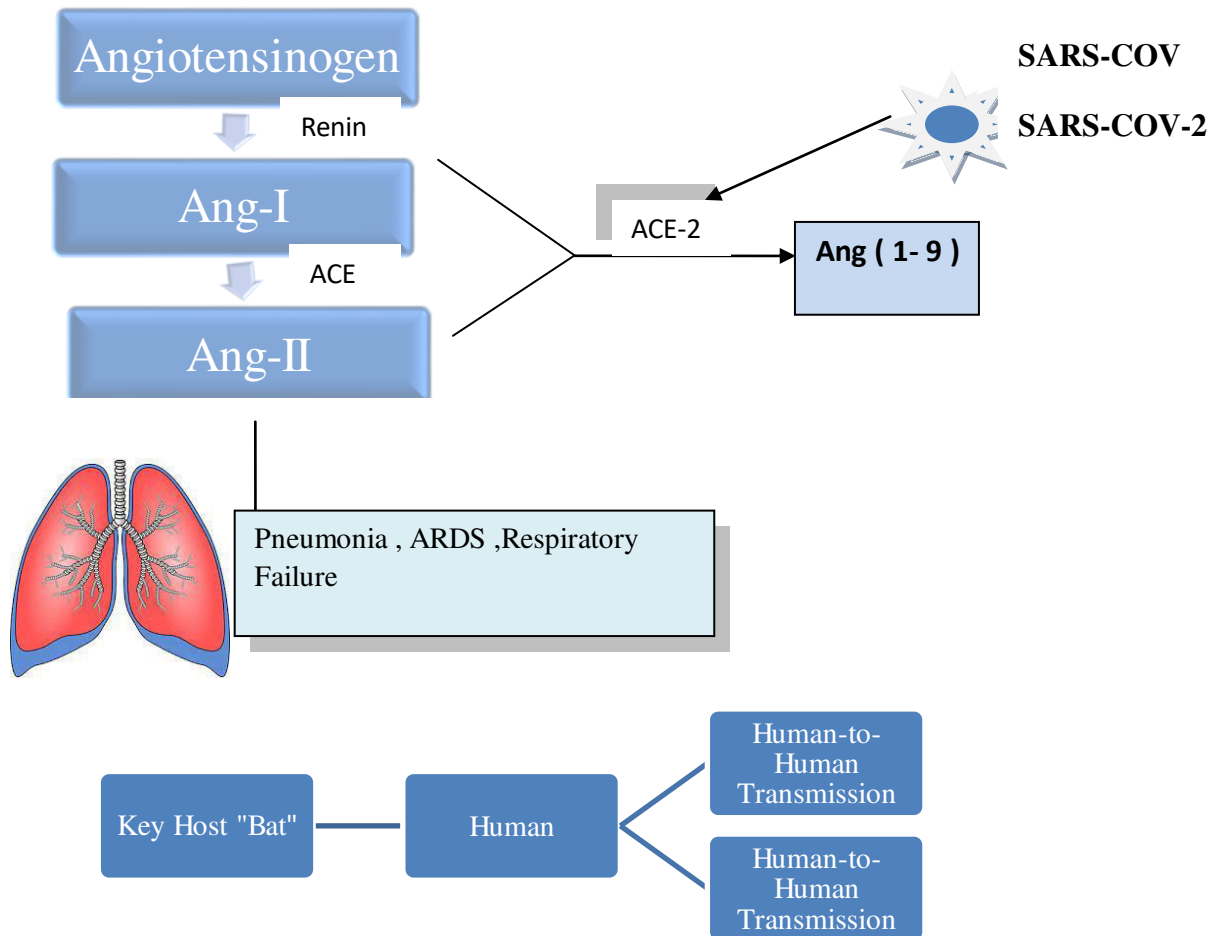 Angiotensinogen
Renin
Ang-I
ACE
Ang-II
SARS-COV
SARS-COV-2
ACE-2
Ang ( 1- 9 )
Pneumonia , ARDS ,Respiratory
Failure
Key Host "Bat"
Human
Human-to-
Human
Transmission
Human-to-
Human
Transmission